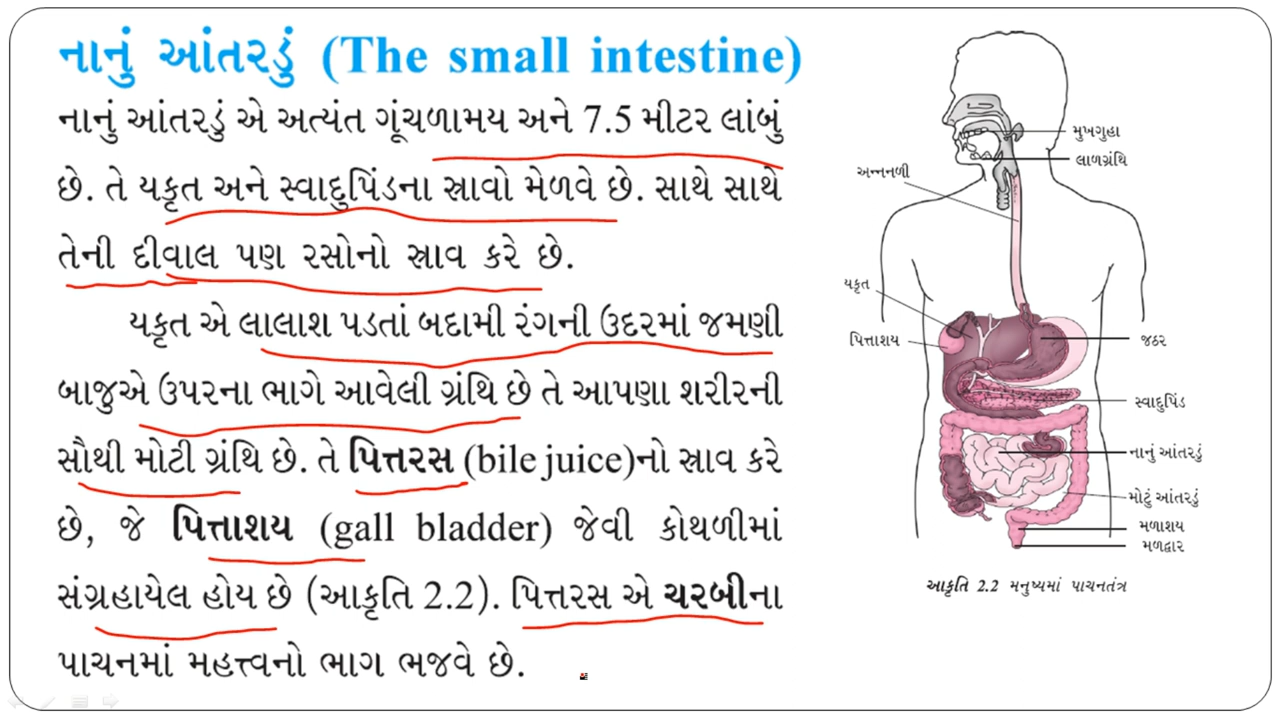 નાનું આંતરડું (The small intestine)
નાનું આંતરડું એ અત્યંત ગૂંચળામય અને 7.5 મીટર લાંબું
છે. તે યકૃત અને સ્વાદુપિંડના સ્રાવો મેળવે છે. સાથે સાથે
તેની દીવાલ પણ રસોનો સ્રાવ કરે છે.
યકૃત એ લાલાશ પડતાં બદામી રંગની ઉદરમાં જમણી
બાજુએ ઉપરના ભાગે આવેલી ગ્રંથિ છે તે આપણા શરીરની
સૌથી મોટી ગ્રંથિ છે. તે પિત્તરસ (bile juice)નો સ્રાવ કરે
છે, જે પિત્તાશય (gall bladder) જેવી કોથળીમાં
સંગ્રહાયેલ હોય છે (આકૃતિ 2.2). પિત્તરસ એ ચરબીના
પાચનમાં મહત્ત્વનો ભાગ ભજવે છે.
મુખગુહા
લાળગ્રંથિ
અન્નનળી
યકૃત
પિત્તાશય
જઠર
સ્વાદુપિંડ
નાનું આંતરડું
મોટું આંતરડું
મળાશય
મળદ્વાર
આકૃતિ 2.2 મનુષ્યમાં પાચનતંત્ર